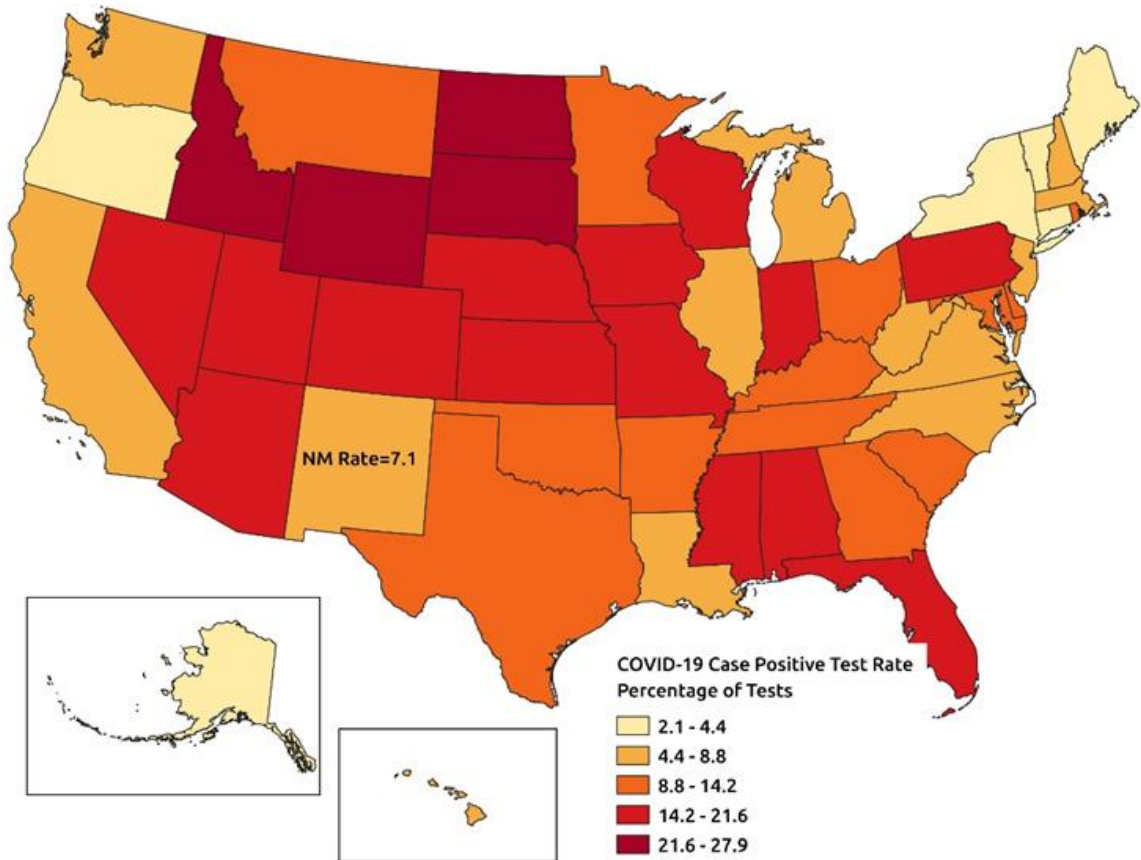 NM Rate=7.1
COVID-19 Case Positive Test Rate
Percentage of Tests
2.1 - 4.4
4.4 - 8.8
8.8 - 14.2
14.2 - 21.6
21.6 - 27.9